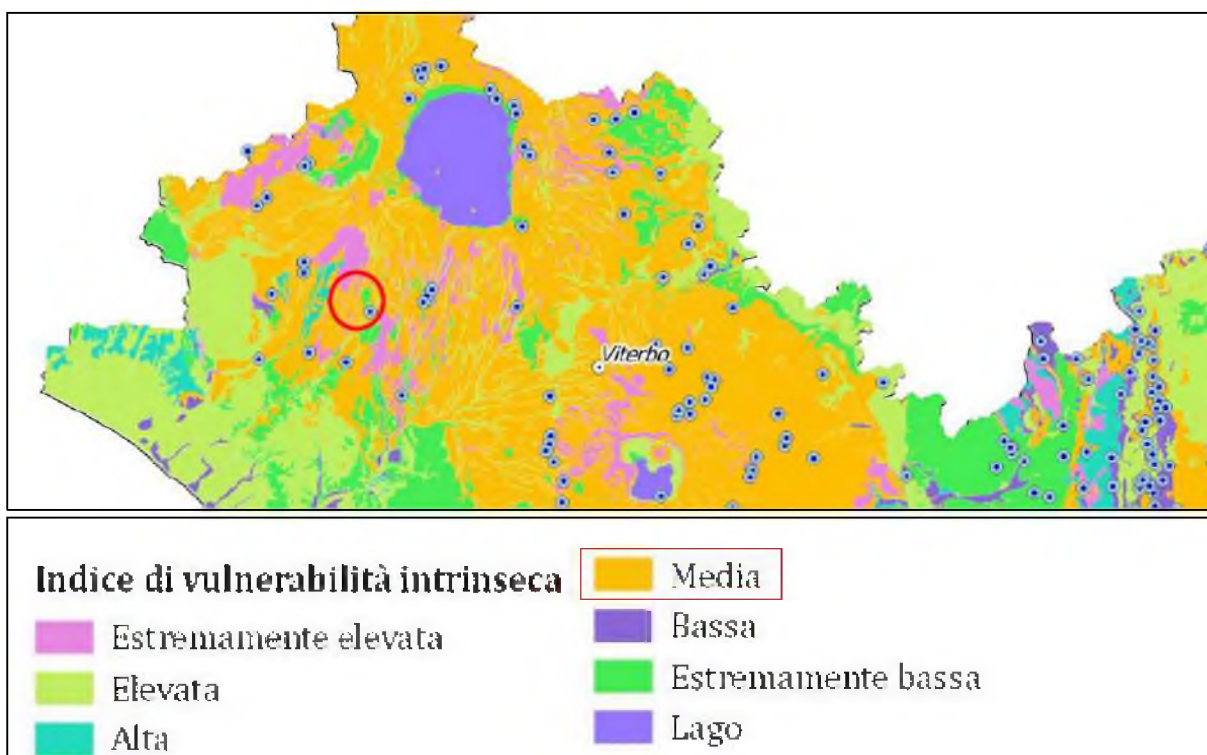 Viterbo
Indice di vulnerabilità intrinseca
Estremamente elevata
Elevata
Alta
Media
Bassa
Estremamente bassa
Lago